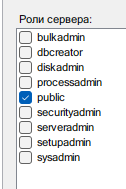 Роли сервера:
bulkadmin
dbcreator
diskadmin
processadmin
public
securityadmin
serveradmin
setupadmin
sysadmin